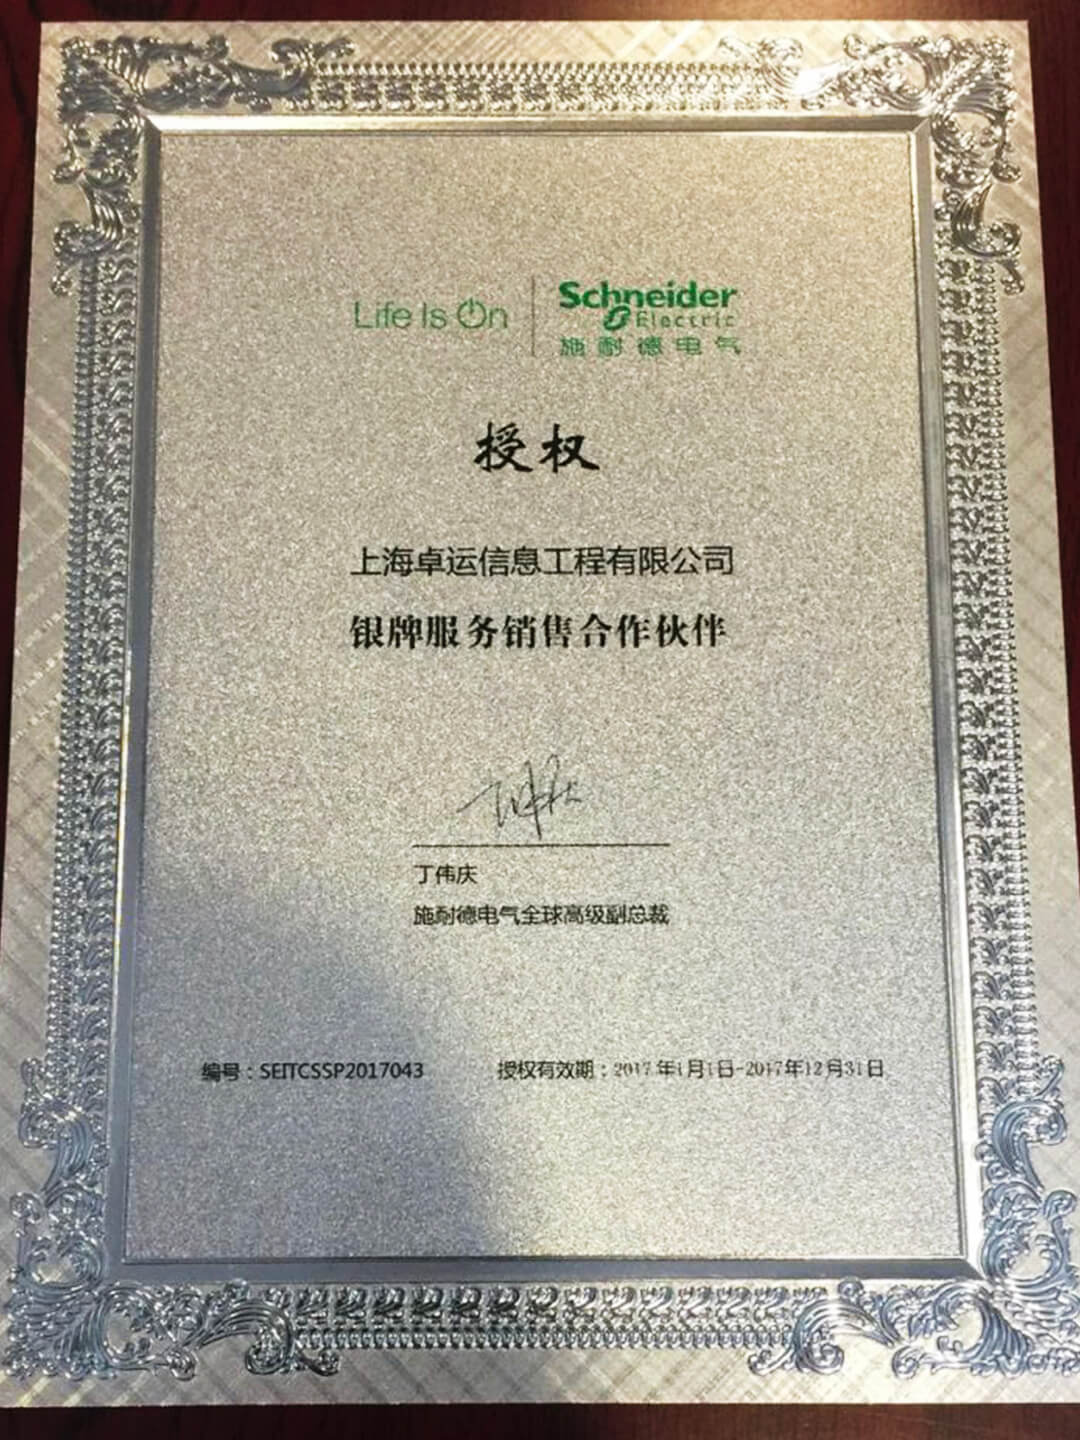 Life Is On
Schneider
Electric
施耐德电气
授权
上海卓运信息工程有限公司
银牌服务销售合作伙伴
丁伟庆
丁伟庆
施耐德电气全球高级副总裁
编号：SEITCSSP2017043 授权有效期：2017年1月1日-2017年12月31日